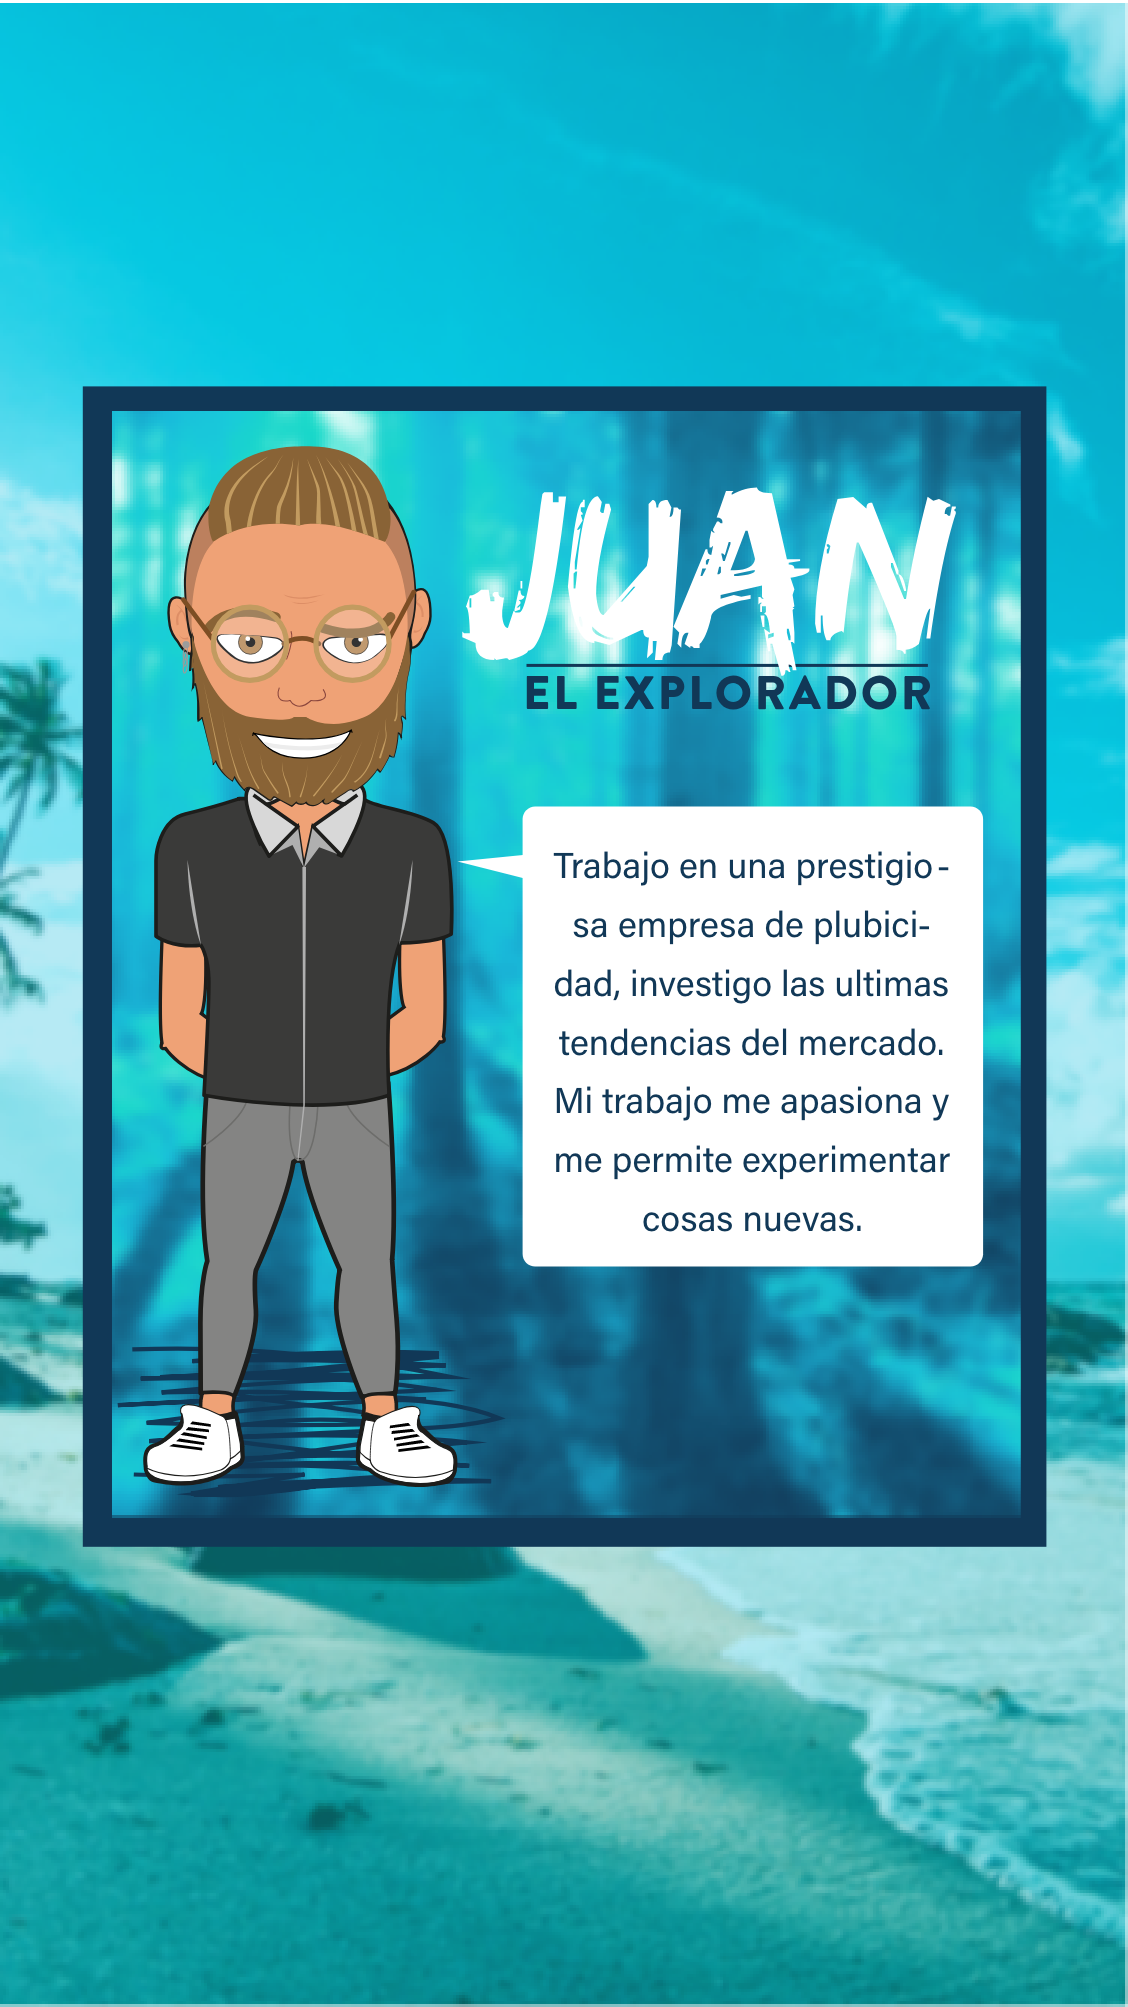 JUAN
EL EXPLORADOR
Trabajo en una prestigio-
sa empresa de plubici-
dad, investigo las ultimas
tendencias del mercado.
Mi trabajo me apasiona y
me permite experimentar
cosas nuevas.